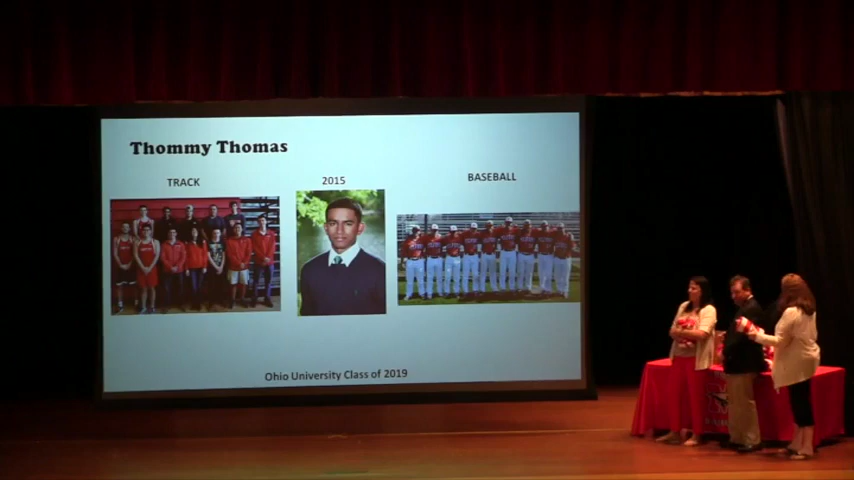 Thommy Thomas
TRACK
2015
BASEBALL
Ohio University Class of 2019